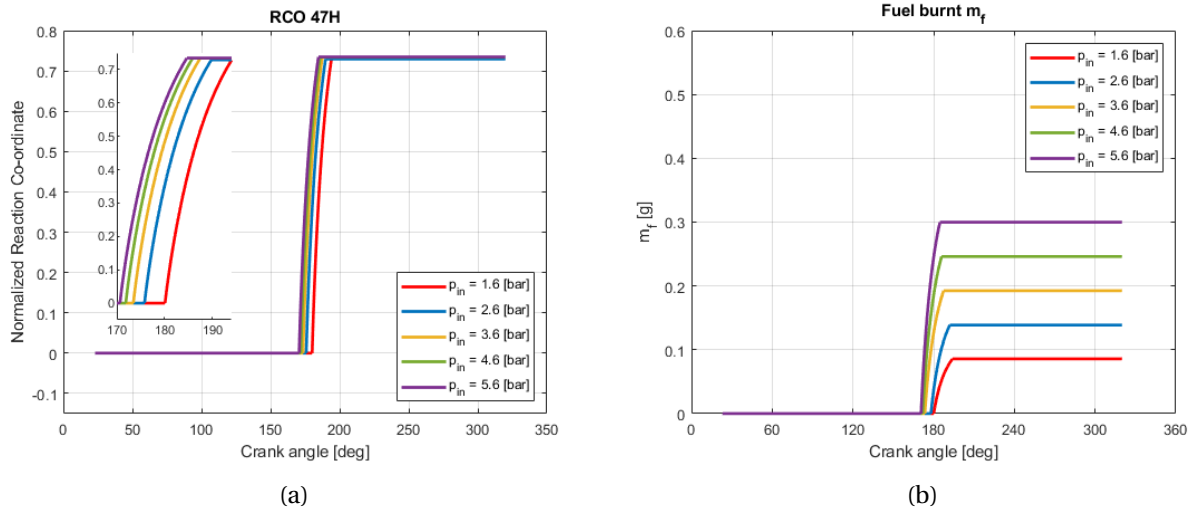 RCO 47H
Normalized Reaction Co-ordinate
0.8
0.7
0.6
0.5
0.4
0.3
0.2
0.1
0
-0.1
0.7
0.6
0.5
0.4
0.3
0.2
0.1
0
170 180 190
p_in = 1.6 [bar]
p_in = 2.6 [bar]
p_in = 3.6 [bar]
p_in = 4.6 [bar]
p_in = 5.6 [bar]
0 50 100 150 200 250 300 350
Crank angle [deg]
(a)
Fuel burnt m_f
m_f [g]
0.6
0.5
0.4
0.3
0.2
0.1
0
p_in = 1.6 [bar]
p_in = 2.6 [bar]
p_in = 3.6 [bar]
p_in = 4.6 [bar]
p_in = 5.6 [bar]
0 60 120 180 240 300 360
Crank angle [deg]
(b)